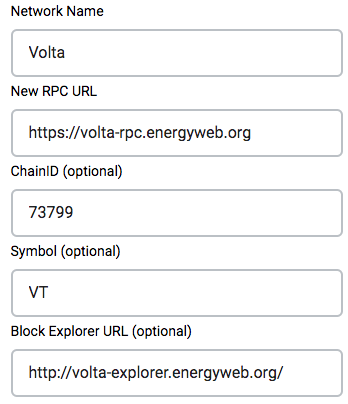 Network Name
Volta
New RPC URL
https://volta-rpc.energyweb.org
ChainID (optional)
73799
Symbol (optional)
VT
Block Explorer URL (optional)
http://volta-explorer.energyweb.org/